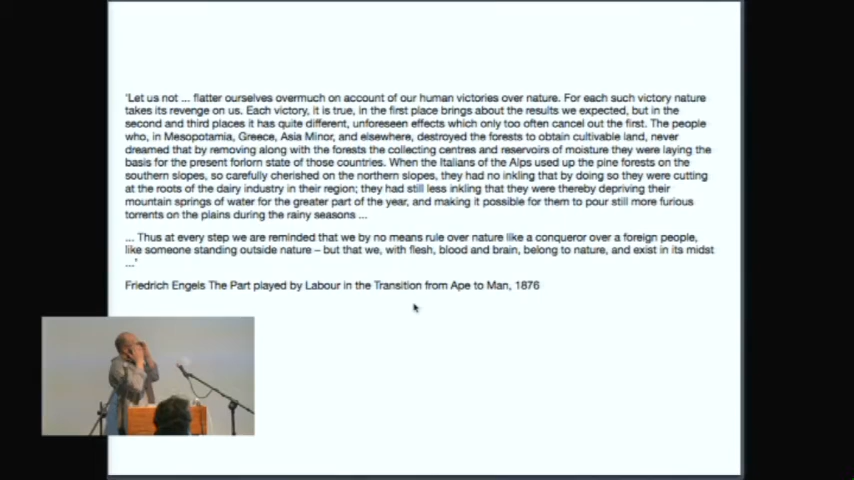 'Let us not ... flatter ourselves overmuch on account of our human victories over nature. For each such victory nature
takes its revenge on us. Each victory, it is true, in the first place brings about the results we expected, but in the
second and third places it has quite different, unforeseen effects which only too often cancel out the first. The people
who, in Mesopotamia, Greece, Asia Minor, and elsewhere, destroyed the forests to obtain cultivable land, never
dreamed that by removing along with the forests the collecting centres and reservoirs of moisture they were laying the
basis for the present forlorn state of those countries. When the Italians of the Alps used up the pine forests on the
southern slopes, so carefully cherished on the northern slopes, they had no inkling that by doing so they were cutting
at the roots of the dairy industry in their region; they had still less inkling that they were thereby depriving their
mountain springs of water for the greater part of the year, and making it possible for them to pour still more furious
torrents on the plains during the rainy seasons ...
... Thus at every step we are reminded that we by no means rule over nature like a conqueror over a foreign people,
like someone standing outside nature – but that we, with flesh, blood and brain, belong to nature, and exist in its midst
...'
Friedrich Engels The Part played by Labour in the Transition from Ape to Man, 1876